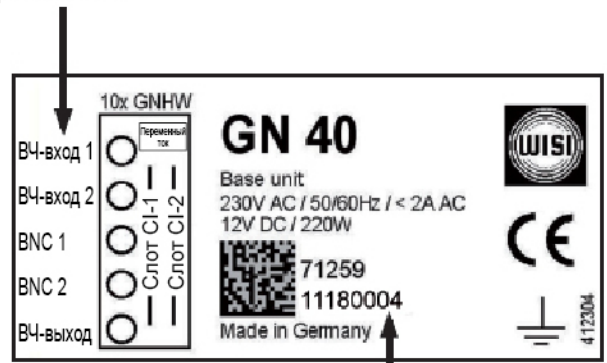 10x GNHW
ВЧ-вход 1
ВЧ-вход 2
BNC 1
BNC 2
ВЧ-выход
Переменный
ток
Слот CI-1
Слот CI-2
GN 40
Base unit
230V AC / 50/60Hz / < 2A AC
12V DC / 220W
71259
11180004
Made in Germany
WISI
CE
412304